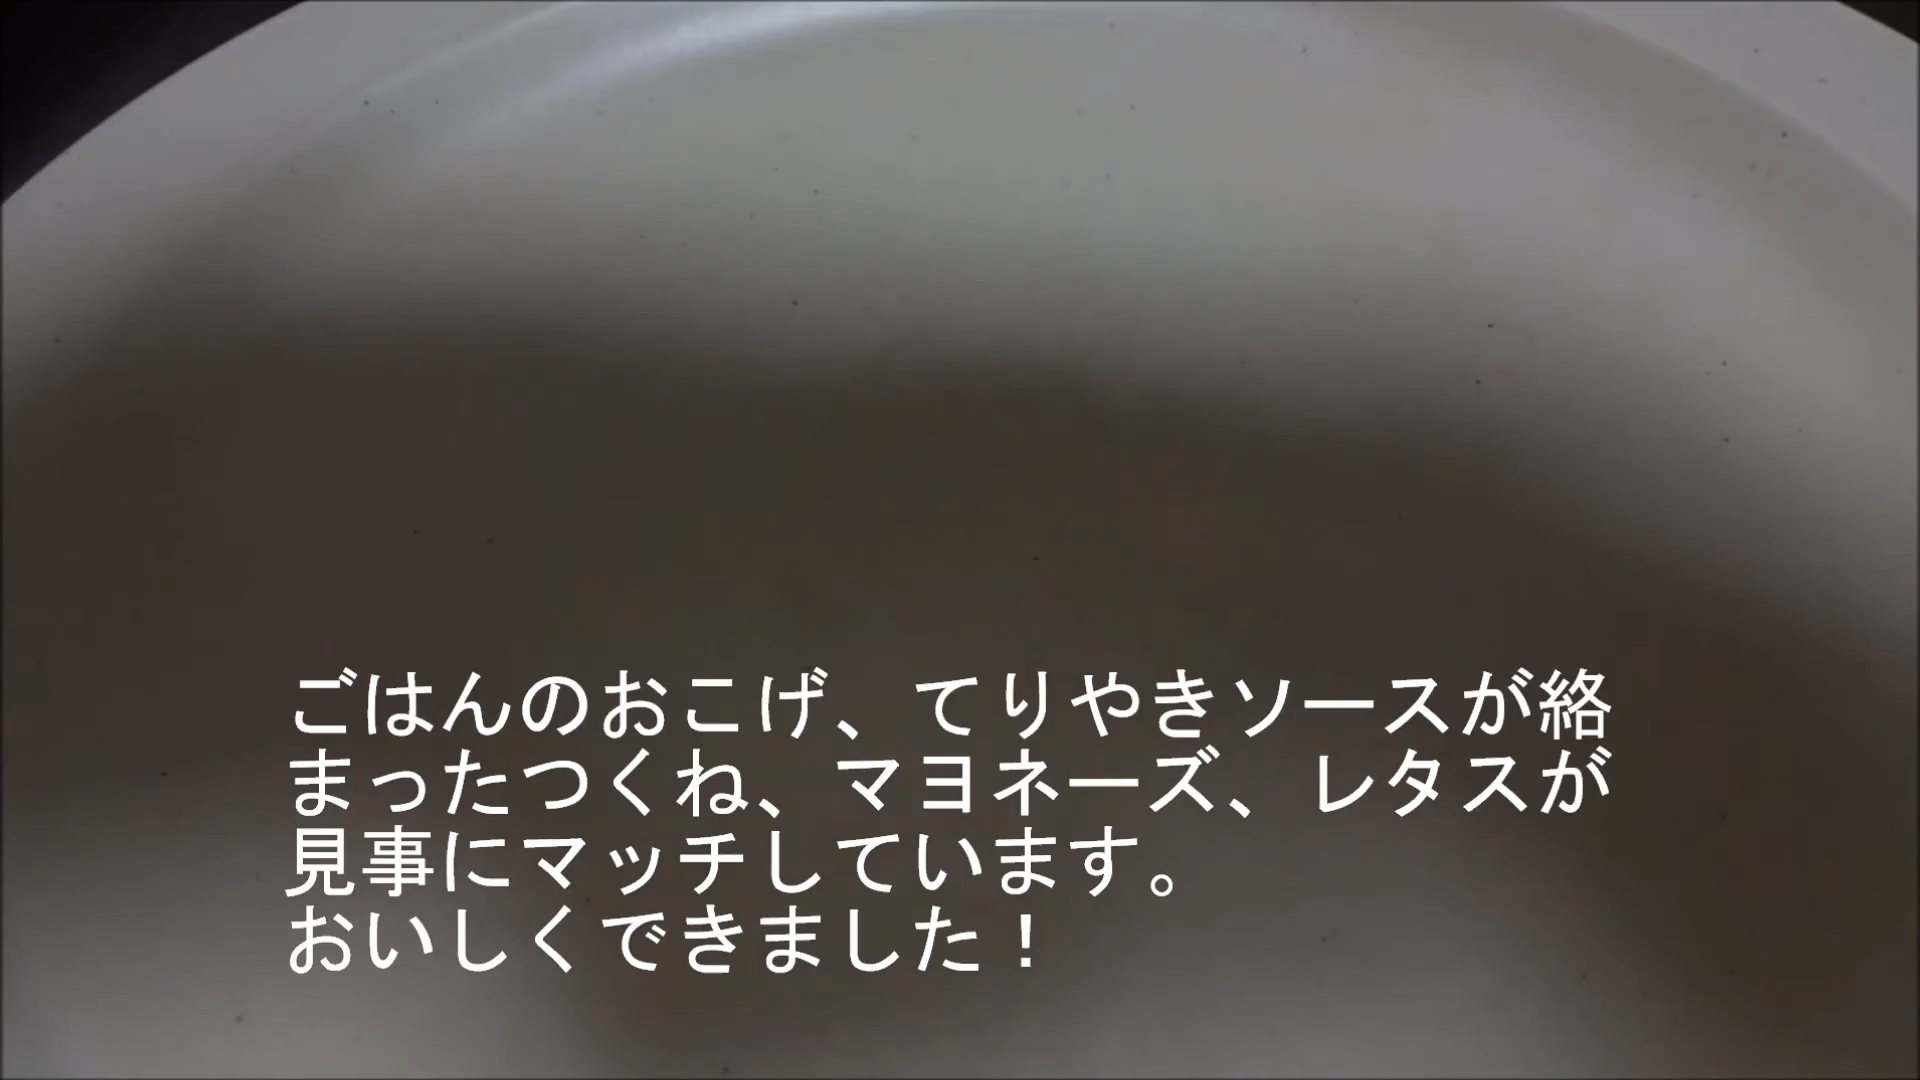 ごはんのおこげ、てりやきソースが絡
まったつくね、マヨネーズ、レタスが
見事にマッチしています。
おいしくできました！